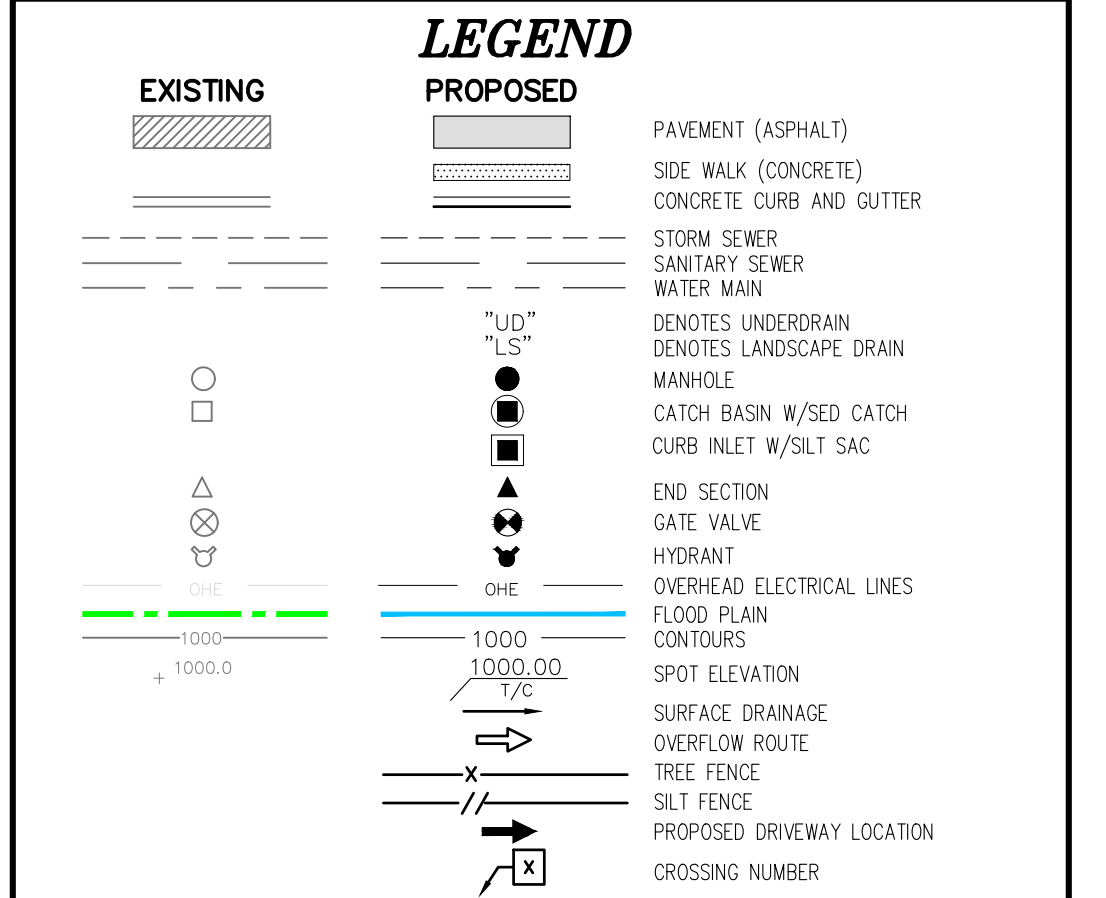 LEGEND
EXISTING PROPOSED
PAVEMENT (ASPHALT)
SIDE WALK (CONCRETE)
CONCRETE CURB AND GUTTER
STORM SEWER
SANITARY SEWER
WATER MAIN
"UD" DENOTES UNDERDRAIN
"LS" DENOTES LANDSCAPE DRAIN
MANHOLE
CATCH BASIN W/SED CATCH
CURB INLET W/SILT SAC
END SECTION
GATE VALVE
HYDRANT
OHE OHE OVERHEAD ELECTRICAL LINES
FLOOD PLAIN
1000 1000 CONTOURS
1000.0 1000.00 SPOT ELEVATION
T/C
SURFACE DRAINAGE
OVERFLOW ROUTE
X TREE FENCE
// SILT FENCE
PROPOSED DRIVEWAY LOCATION
X CROSSING NUMBER